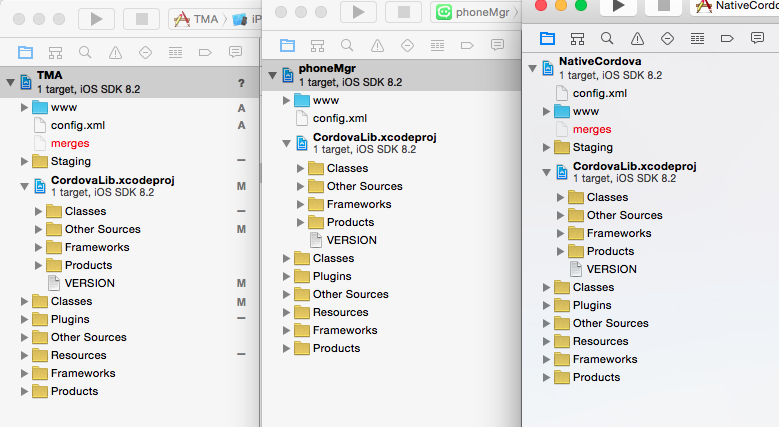 TMA
iP
TMA
1 target, iOS SDK 8.2
?
www
A
config.xml
A
merges
Staging
CordovaLib.xcodeproj
M
1 target, iOS SDK 8.2
Classes
Other Sources
M
Frameworks
Products
VERSION
M
Classes
M
Plugins
Other Sources
Resources
Frameworks
Products
phoneMgr
phoneMgr
1 target, iOS SDK 8.2
www
config.xml
CordovaLib.xcodeproj
1 target, iOS SDK 8.2
Classes
Other Sources
Frameworks
Products
VERSION
Classes
Plugins
Other Sources
Resources
Frameworks
Products
NativeCordova
NativeCordova
1 target, iOS SDK 8.2
config.xml
www
merges
Staging
CordovaLib.xcodeproj
1 target, iOS SDK 8.2
Classes
Other Sources
Frameworks
Products
VERSION
Classes
Plugins
Other Sources
Resources
Frameworks
Products